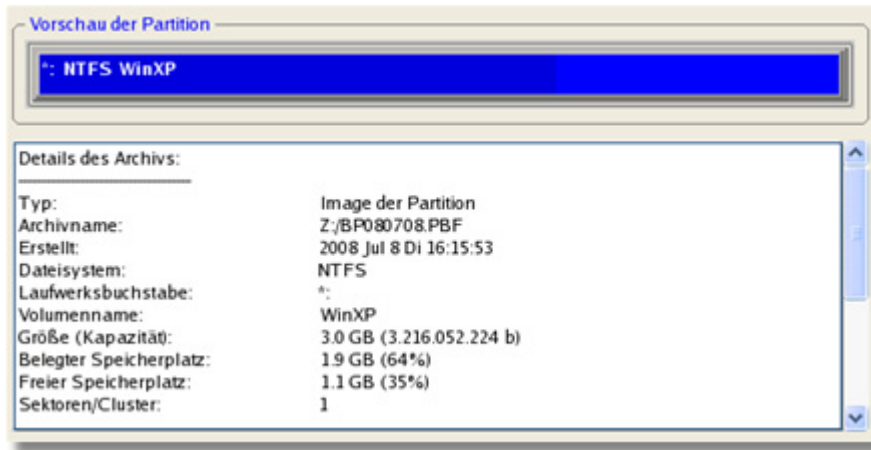 Vorschau der Partition
*: NTFS WinXP
Details des Archivs:
Typ: Image der Partition
Archivname: Z:/BP080708.PBF
Erstellt: 2008 Jul 8 Di 16:15:53
Dateisystem: NTFS
Laufwerksbuchstabe: *:
Volumenname: WinXP
Größe (Kapazität): 3.0 GB (3.216.052.224 b)
Belegter Speicherplatz: 1.9 GB (64%)
Freier Speicherplatz: 1.1 GB (35%)
Sektoren/Cluster: 1